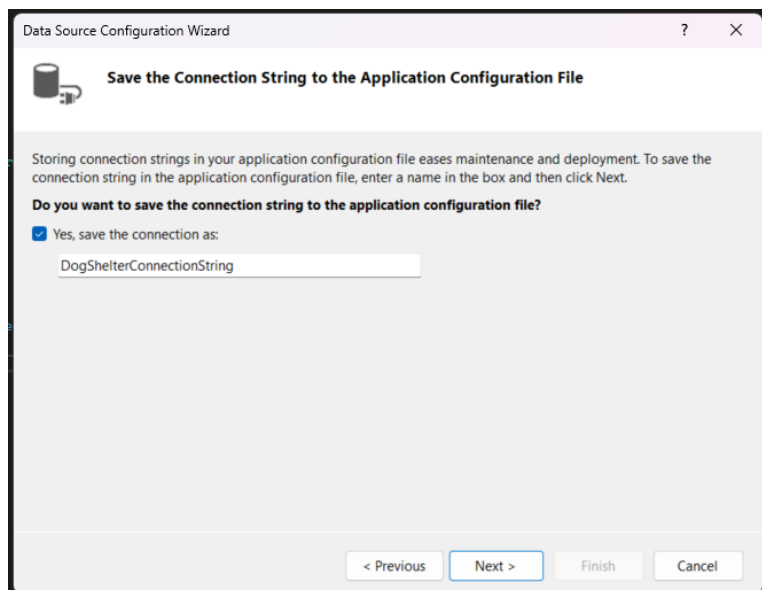 Data Source Configuration Wizard
?
Save the Connection String to the Application Configuration File
Storing connection strings in your application configuration file eases maintenance and deployment. To save the
connection string in the application configuration file, enter a name in the box and then click Next.
Do you want to save the connection string to the application configuration file?
Yes, save the connection as:
DogShelterConnectionString
< Previous
Next >
Finish
Cancel